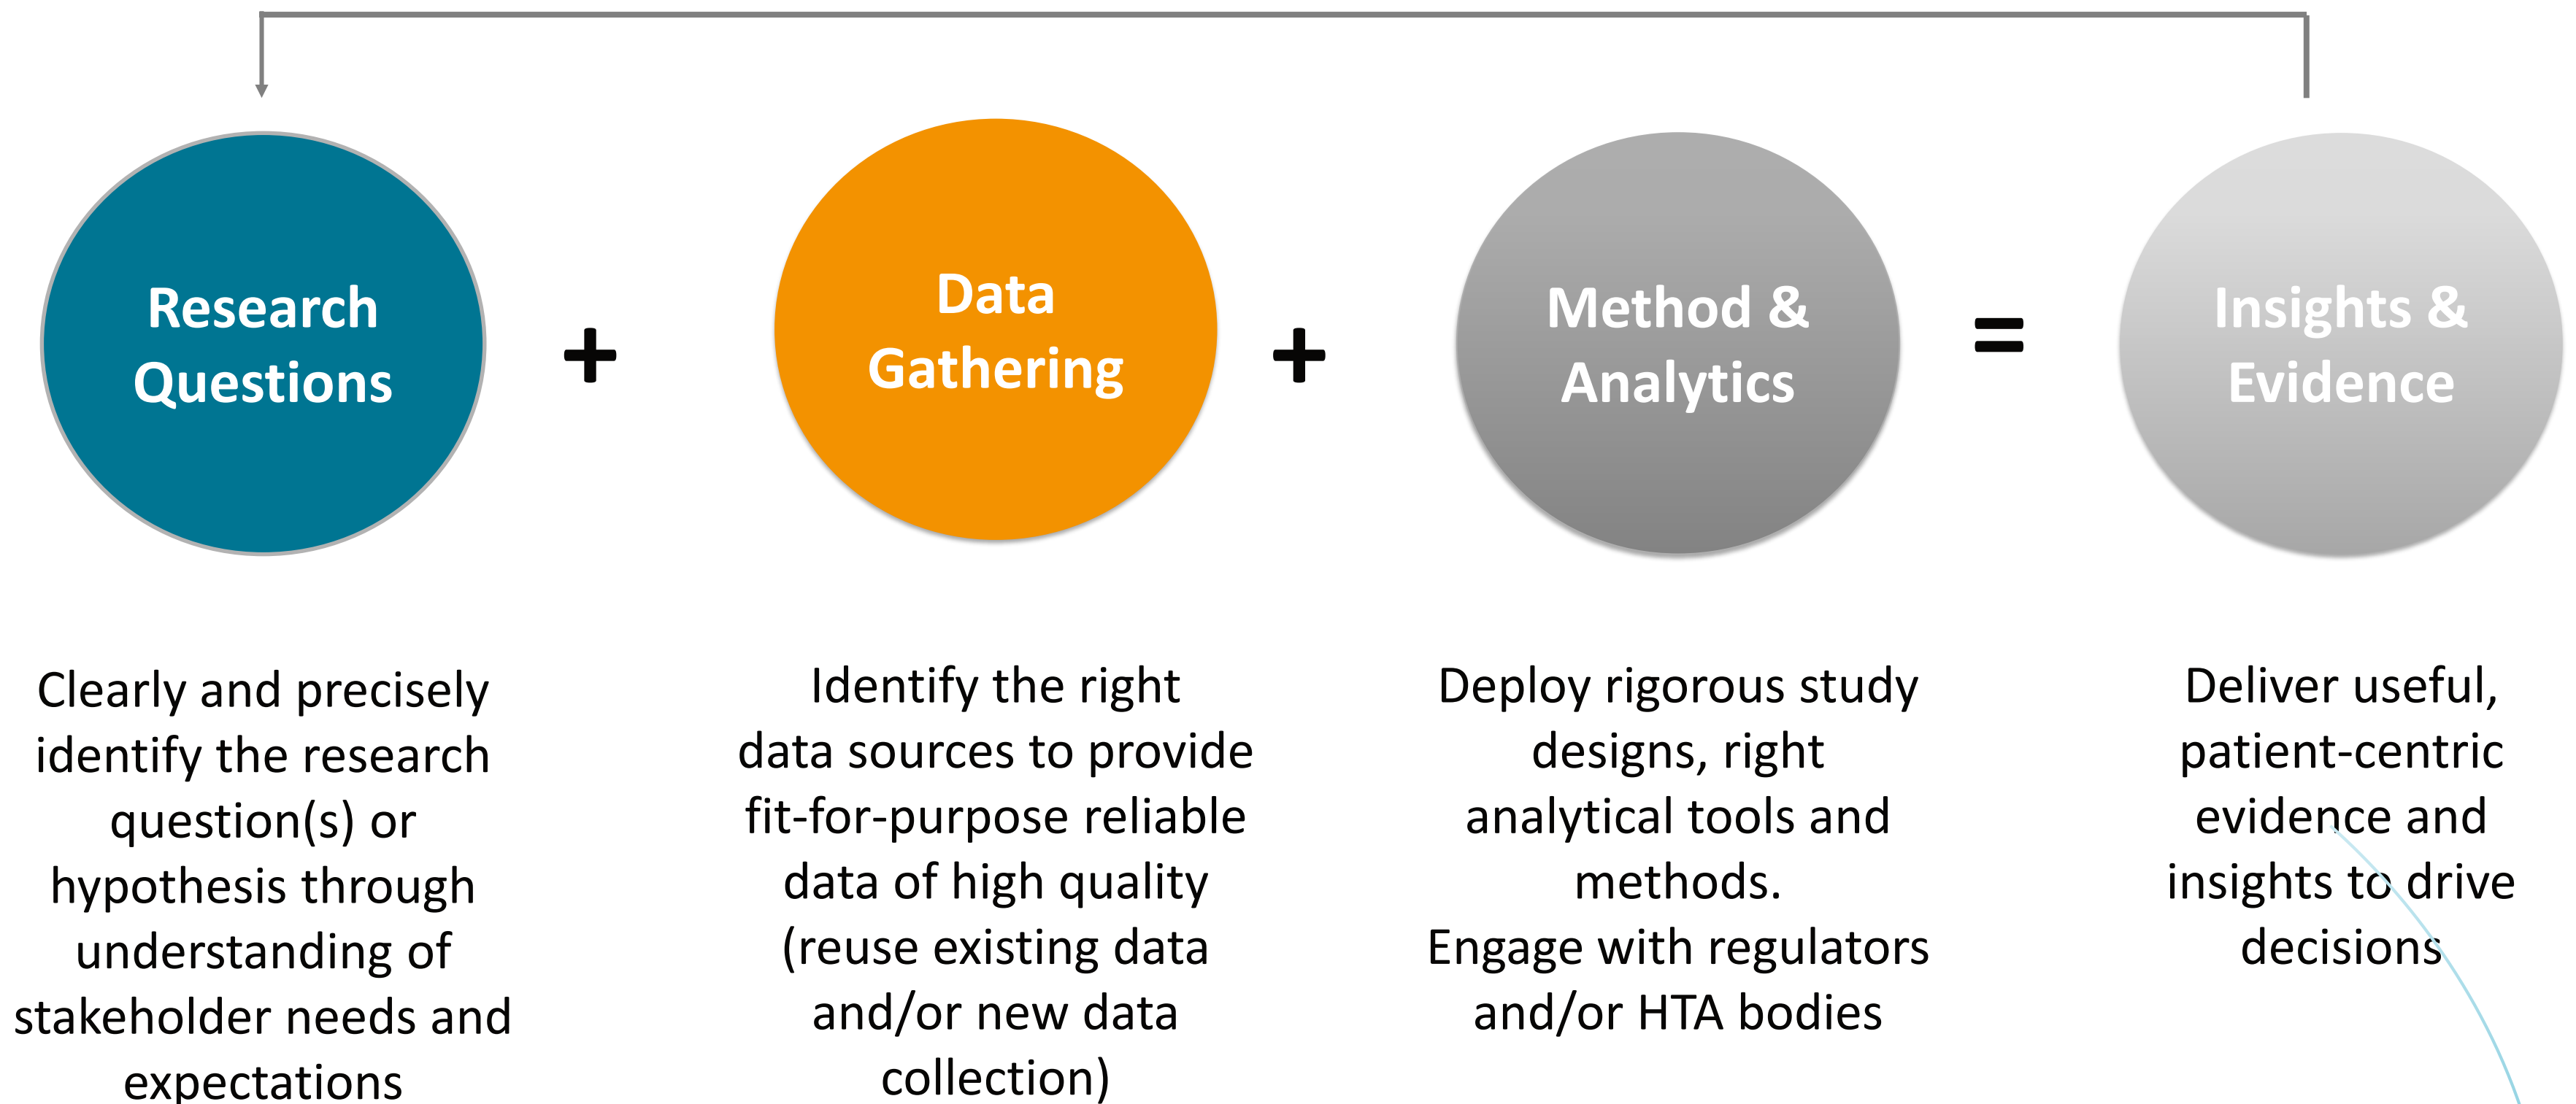 Research
Questions
+
Data
Gathering
+
Method &
Analytics
=
Insights &
Evidence
Clearly and precisely
identify the research
question(s) or
hypothesis through
understanding of
stakeholder needs and
expectations
Identify the right
data sources to provide
fit-for-purpose reliable
data of high quality
(reuse existing data
and/or new data
collection)
Deploy rigorous study
designs, right
analytical tools and
methods.
Engage with regulators
and/or HTA bodies
Deliver useful,
patient-centric
evidence and
insights to drive
decisions